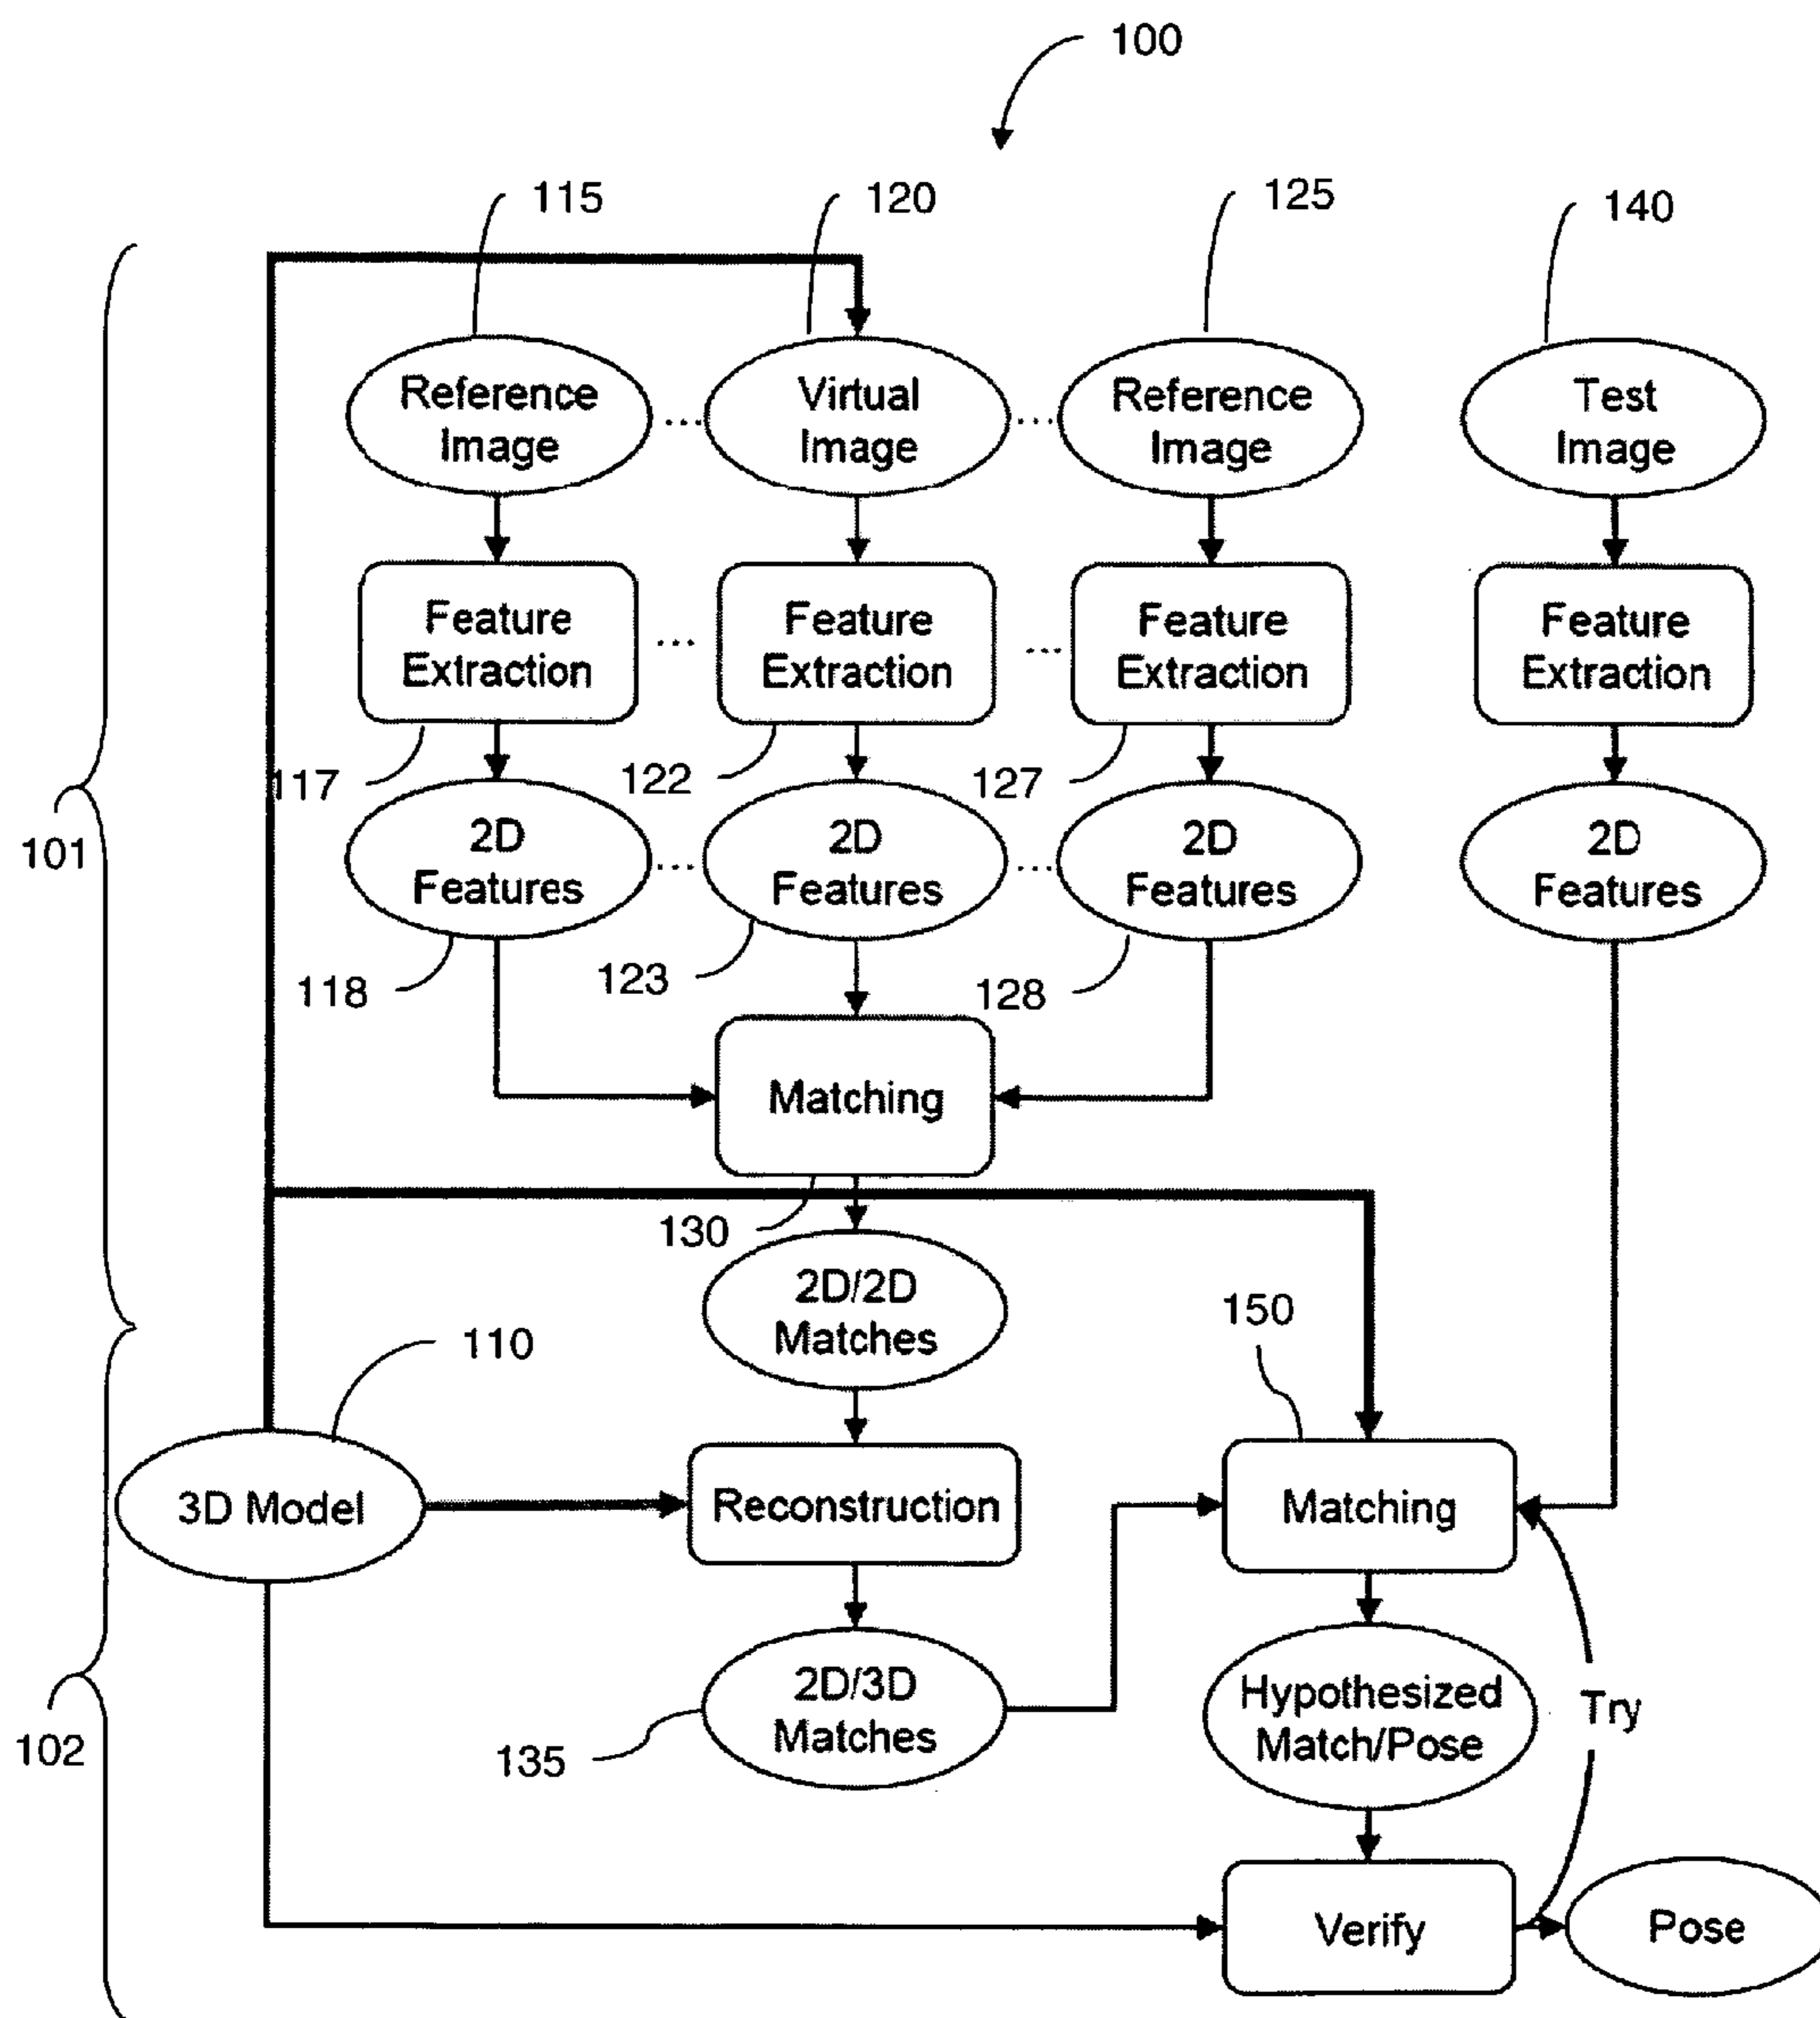 100
115
120
125
140
Reference
Image
...
Virtual
Image
...
Reference
Image
Test
Image
Feature
Extraction
...
Feature
Extraction
...
Feature
Extraction
Feature
Extraction
117
122
127
101
2D
Features
...
2D
Features
...
2D
Features
2D
Features
118
123
128
Matching
130
2D/2D
Matches
150
110
3D Model
Reconstruction
Matching
2D/3D
Matches
135
Hypothesized
Match/Pose
Try
102
Verify
Pose